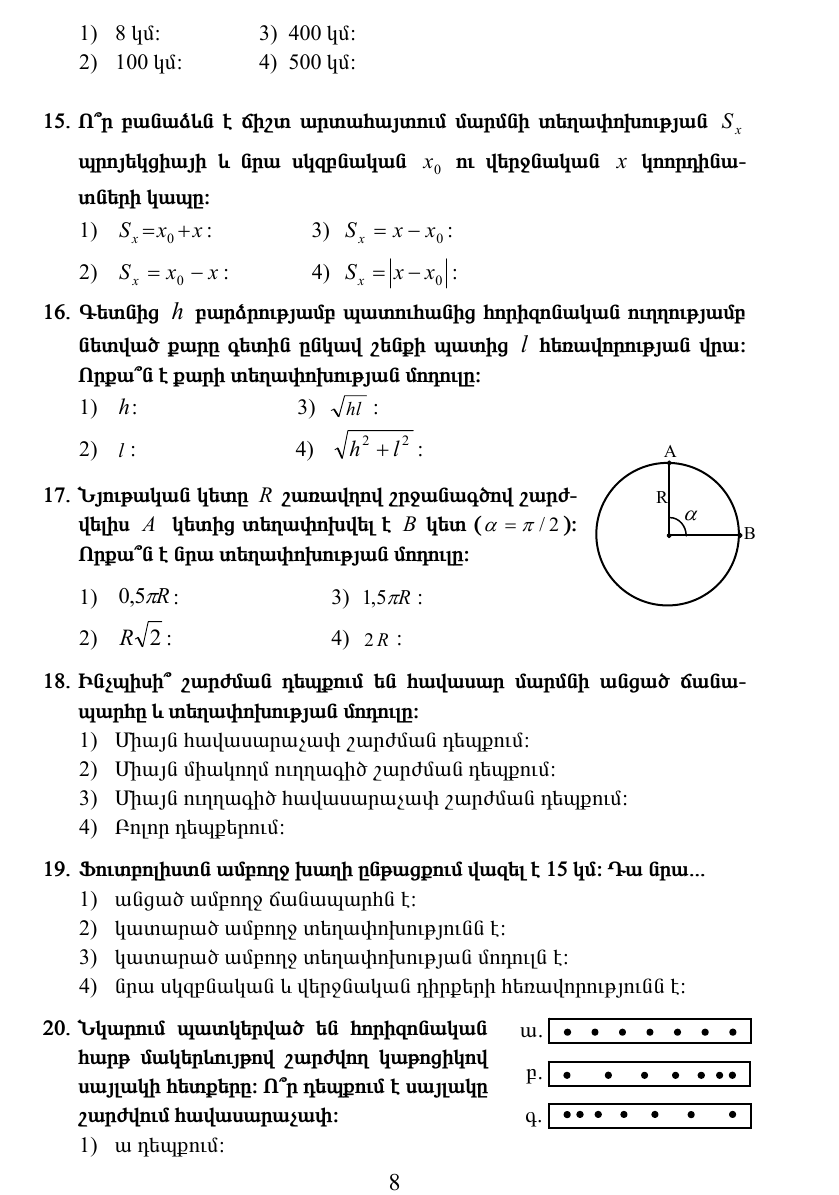 1) 8 կմ: 3) 400 կմ:
2) 100 կմ: 4) 500 կմ:
15. Ո՞ր բանաձևն է ճիշտ արտահայտում մարմնի տեղափոխության Sₓ
պրոյեկցիայի և նրա սկզբնական x₀ ու վերջնական x կոորդինա-
տների կապը:
1) Sₓ=x₀+x: 3) Sₓ = x − x₀:
2) Sₓ = x₀ − x: 4) Sₓ = |x − x₀|:
16. Գետնից h բարձրությամբ պատուհանից հորիզոնական ուղղությամբ
նետված քարը գետին ընկավ շենքի պատից l հեռավորության վրա:
Որքա՞ն է քարի տեղափոխության մոդուլը:
1) h: 3) √hl :
2) l : 4) √(h² + l²) :
17. Նյութական կետը R շառավղով շրջանագծով շարժ-
վելիս A կետից տեղափոխվել է B կետ (α = π / 2):
Որքա՞ն է նրա տեղափոխության մոդուլը:
A
R
α
B
1) 0,5πR: 3) 1,5πR :
2) R√2 : 4) 2R :
18. Ինչպիսի՞ շարժման դեպքում են հավասար մարմնի անցած ճանա-
պարհը և տեղափոխության մոդուլը:
1) Միայն հավասարաչափ շարժման դեպքում:
2) Միայն միակողմ ուղղագիծ շարժման դեպքում:
3) Միայն ուղղագիծ հավասարաչափ շարժման դեպքում:
4) Բոլոր դեպքերում:
19. Ֆուտբոլիստն ամբողջ խաղի ընթացքում վազել է 15 կմ: Դա նրա...
1) անցած ամբողջ ճանապարհն է:
2) կատարած ամբողջ տեղափոխությունն է:
3) կատարած ամբողջ տեղափոխության մոդուլն է:
4) նրա սկզբնական և վերջնական դիրքերի հեռավորությունն է:
20. Նկարում պատկերված են հորիզոնական
հարթ մակերևույթով շարժվող կաթոցիկով
սայլակի հետքերը: Ո՞ր դեպքում է սայլակը
շարժվում հավասարաչափ:
ա.
բ.
գ.
1) ա դեպքում:
8